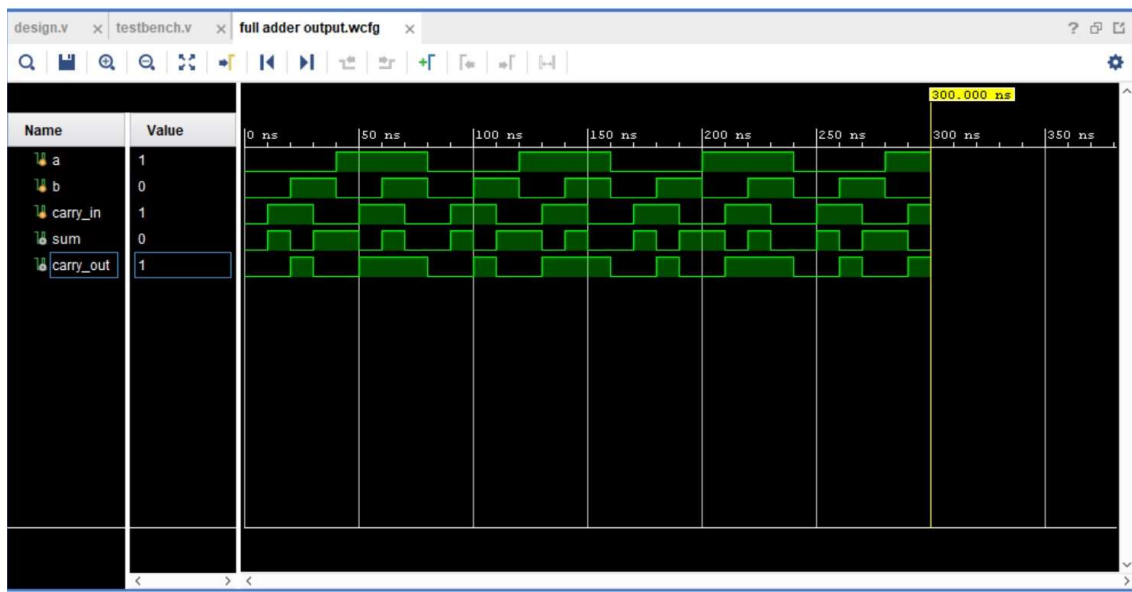 design.v × testbench.v × full adder output.wcfg ×
300.000 ns
Name Value 0 ns 50 ns 100 ns 150 ns 200 ns 250 ns 300 ns 350 ns
a 1
b 0
carry_in 1
sum 0
carry_out 1